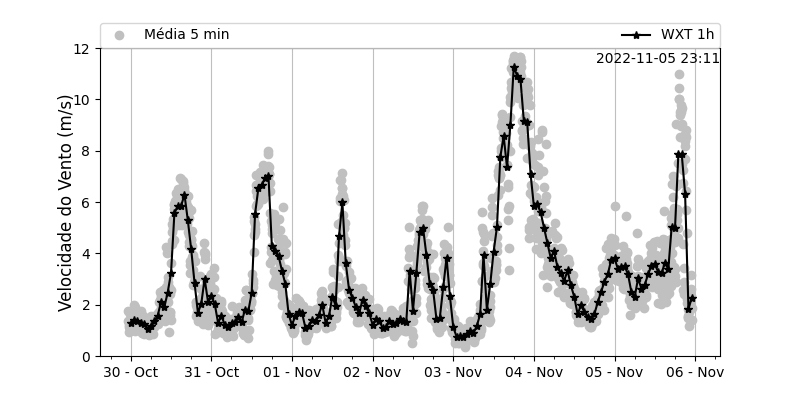 Média 5 min
WXT 1h
2022-11-05 23:11
Velocidade do Vento (m/s)
12
10
8
6
4
2
0
30 - Oct
31 - Oct
01 - Nov
02 - Nov
03 - Nov
04 - Nov
05 - Nov
06 - Nov